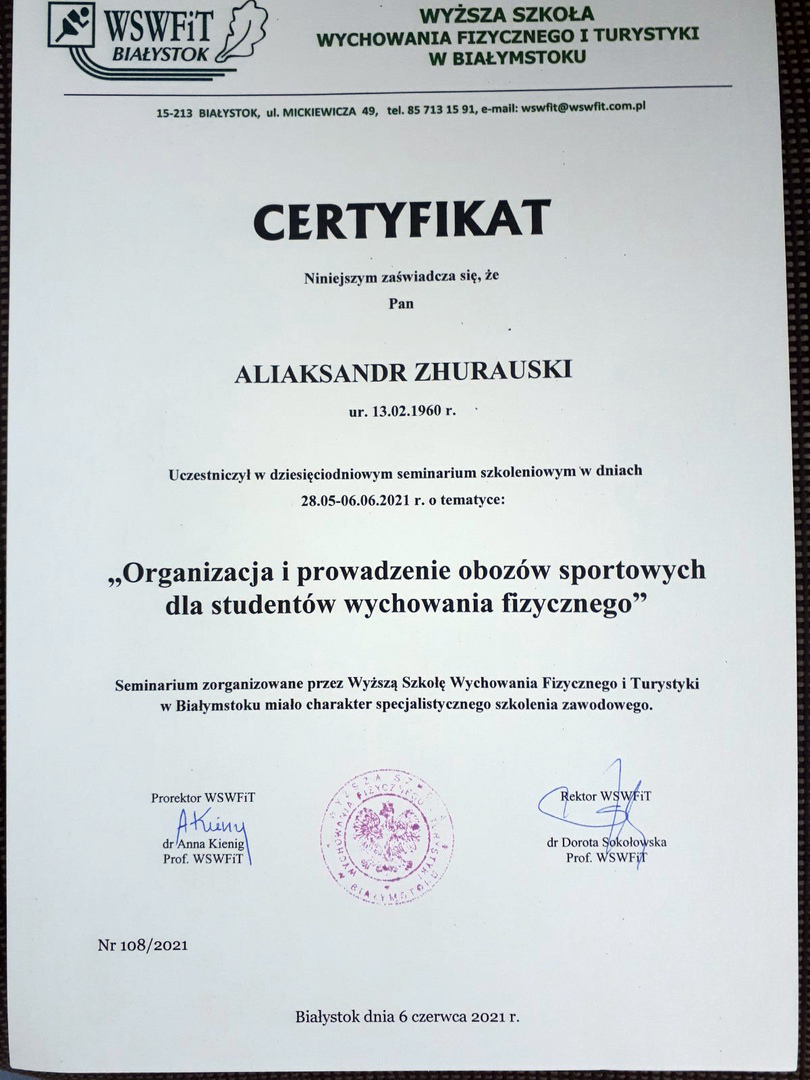 WSWFiT
BIAŁYSTOK
WYŻSZA SZKOŁA
WYCHOWANIA FIZYCZNEGO I TURYSTYKI
W BIAŁYMSTOKU
15-213 BIAŁYSTOK, ul. MICKIEWICZA 49, tel. 85 713 15 91, e-mail: wswfit@wswfit.com.pl
CERTYFIKAT
Niniejszym zaświadcza się, że
Pan
ALIAKSANDR ZHURAUSKI
ur. 13.02.1960 r.
Uczestniczył w dziesięciodniowym seminarium szkoleniowym w dniach
28.05-06.06.2021 r. o tematyce:
„Organizacja i prowadzenie obozów sportowych
dla studentów wychowania fizycznego”
Seminarium zorganizowane przez Wyższą Szkołę Wychowania Fizycznego i Turystyki
w Białymstoku miało charakter specjalistycznego szkolenia zawodowego.
Prorektor WSWFiT
AKieny
dr Anna Kienig
Prof. WSWFiT
WYCHOWANIA FIZYCZNEGO
W BIAŁYMSTOKU
Rektor WSWFiT
dr Dorota Sokołowska
Prof. WSWFiT
Nr 108/2021
Białystok dnia 6 czerwca 2021 r.